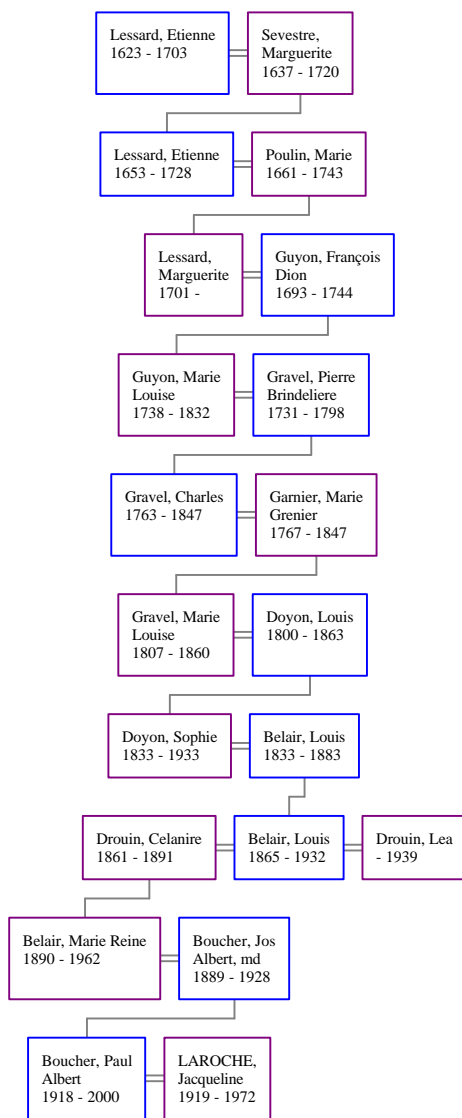 Lessard, Etienne
1623 - 1703
Sevestre,
Marguerite
1637 - 1720
Lessard, Etienne
1653 - 1728
Poulin, Marie
1661 - 1743
Lessard,
Marguerite
1701 -
Guyon, François
Dion
1693 - 1744
Guyon, Marie
Louise
1738 - 1832
Gravel, Pierre
Brindeliere
1731 - 1798
Gravel, Charles
1763 - 1847
Garnier, Marie
Grenier
1767 - 1847
Gravel, Marie
Louise
1807 - 1860
Doyon, Louis
1800 - 1863
Doyon, Sophie
1833 - 1933
Belair, Louis
1833 - 1883
Drouin, Celanire
1861 - 1891
Belair, Louis
1865 - 1932
Drouin, Lea
- 1939
Belair, Marie Reine
1890 - 1962
Boucher, Jos
Albert, md
1889 - 1928
Boucher, Paul
Albert
1918 - 2000
LAROCHE,
Jacqueline
1919 - 1972